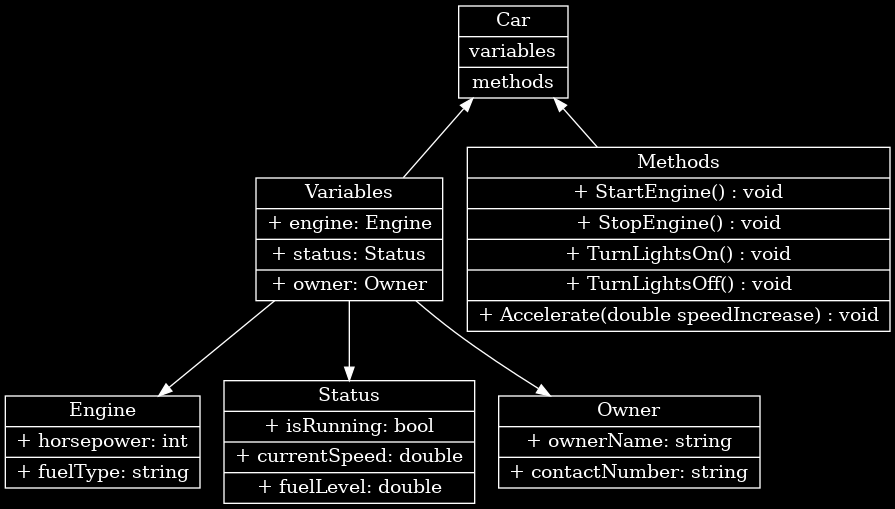 Car
variables
methods
Methods
+ StartEngine() : void
+ StopEngine() : void
+ TurnLightsOn() : void
+ TurnLightsOff() : void
+ Accelerate(double speedIncrease) : void
Variables
+ engine: Engine
+ status: Status
+ owner: Owner
Engine
+ horsepower: int
+ fuelType: string
Status
+ isRunning: bool
+ currentSpeed: double
+ fuelLevel: double
Owner
+ ownerName: string
+ contactNumber: string